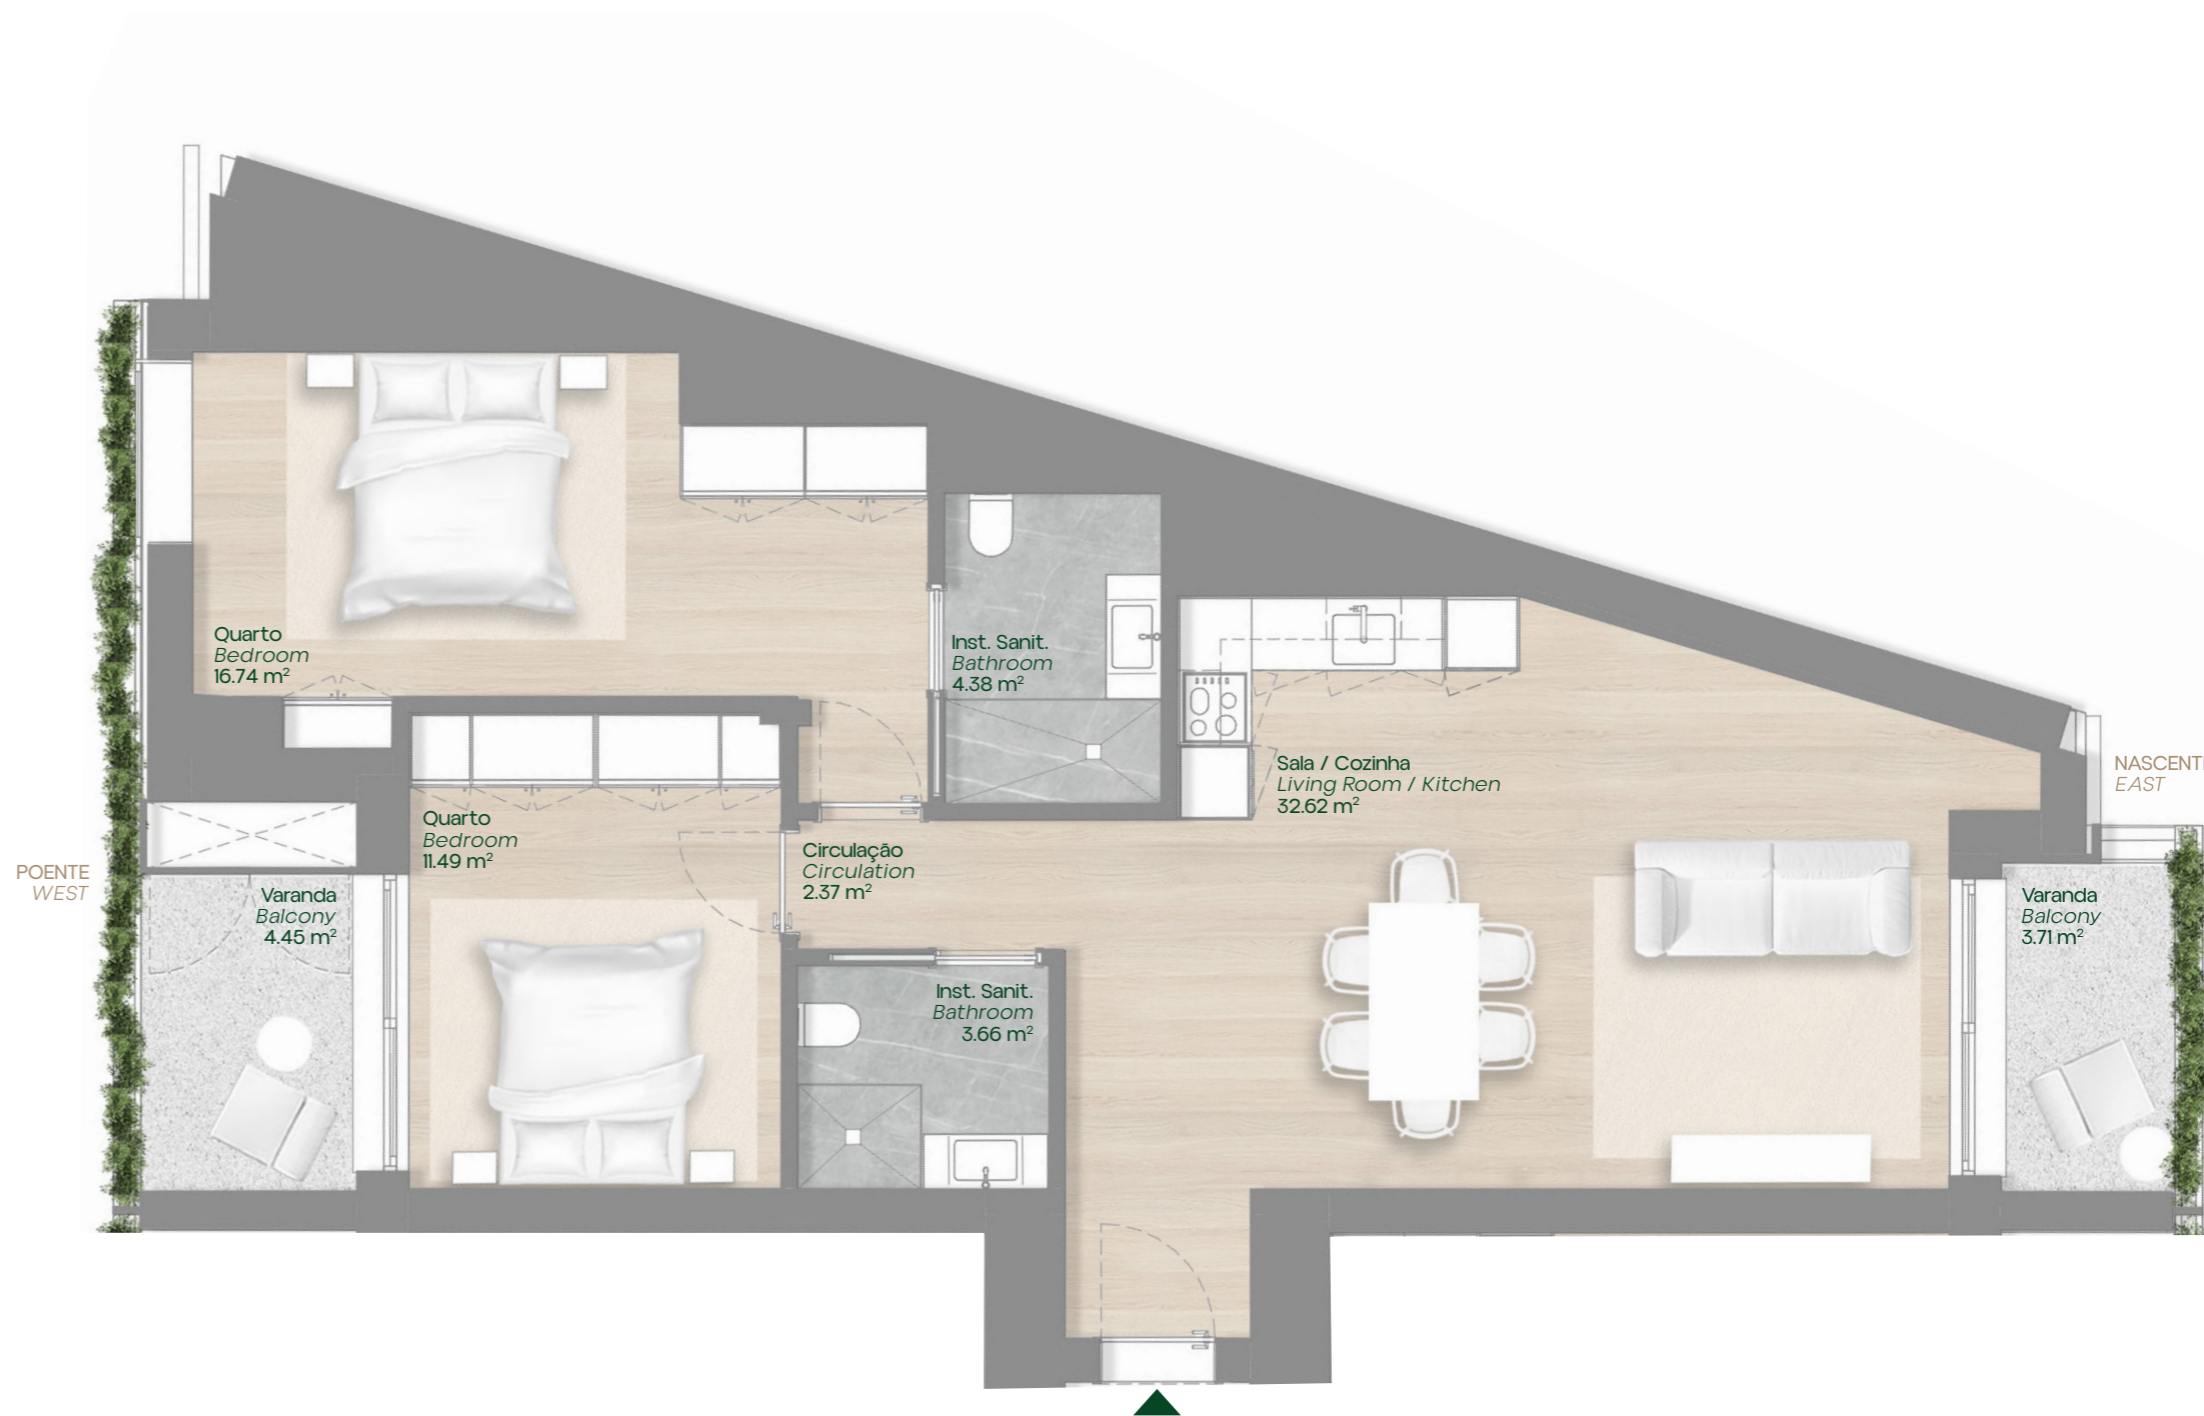 Quarto
Bedroom
16.74 m²
Inst. Sanit.
Bathroom
4.38 m²
Sala / Cozinha
Living Room / Kitchen
32.62 m²
NASCENT
EAST
Quarto
Bedroom
11.49 m²
Circulação
Circulation
2.37 m²
POENTE
WEST
Varanda
Balcony
4.45 m²
Varanda
Balcony
3.71 m²
Inst. Sanit.
Bathroom
3.66 m²